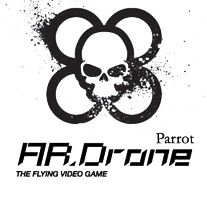 Parrot
AR.Drone
THE FLYING VIDEO GAME